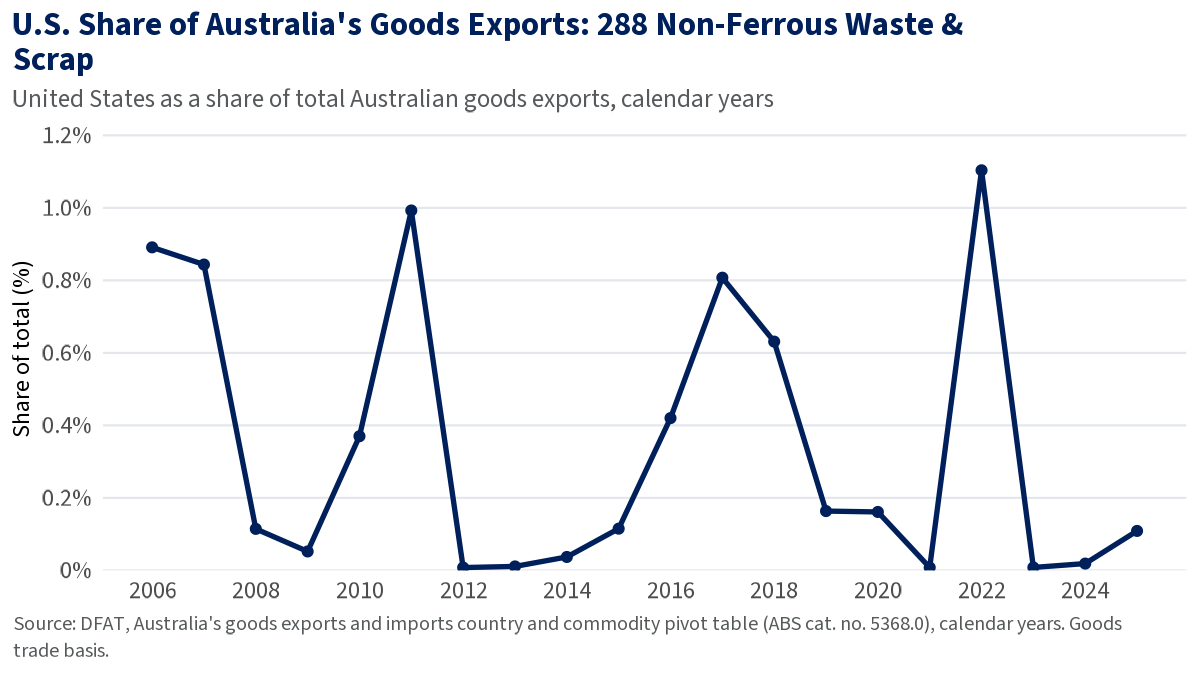 U.S. Share of Australia's Goods Exports: 288 Non-Ferrous Waste &
Scrap
United States as a share of total Australian goods exports, calendar years
1.2%
1.0%
0.8%
0.6%
0.4%
0.2%
0%
Share of total (%)
2006 2008 2010 2012 2014 2016 2018 2020 2022 2024
Source: DFAT, Australia's goods exports and imports country and commodity pivot table (ABS cat. no. 5368.0), calendar years. Goods
trade basis.